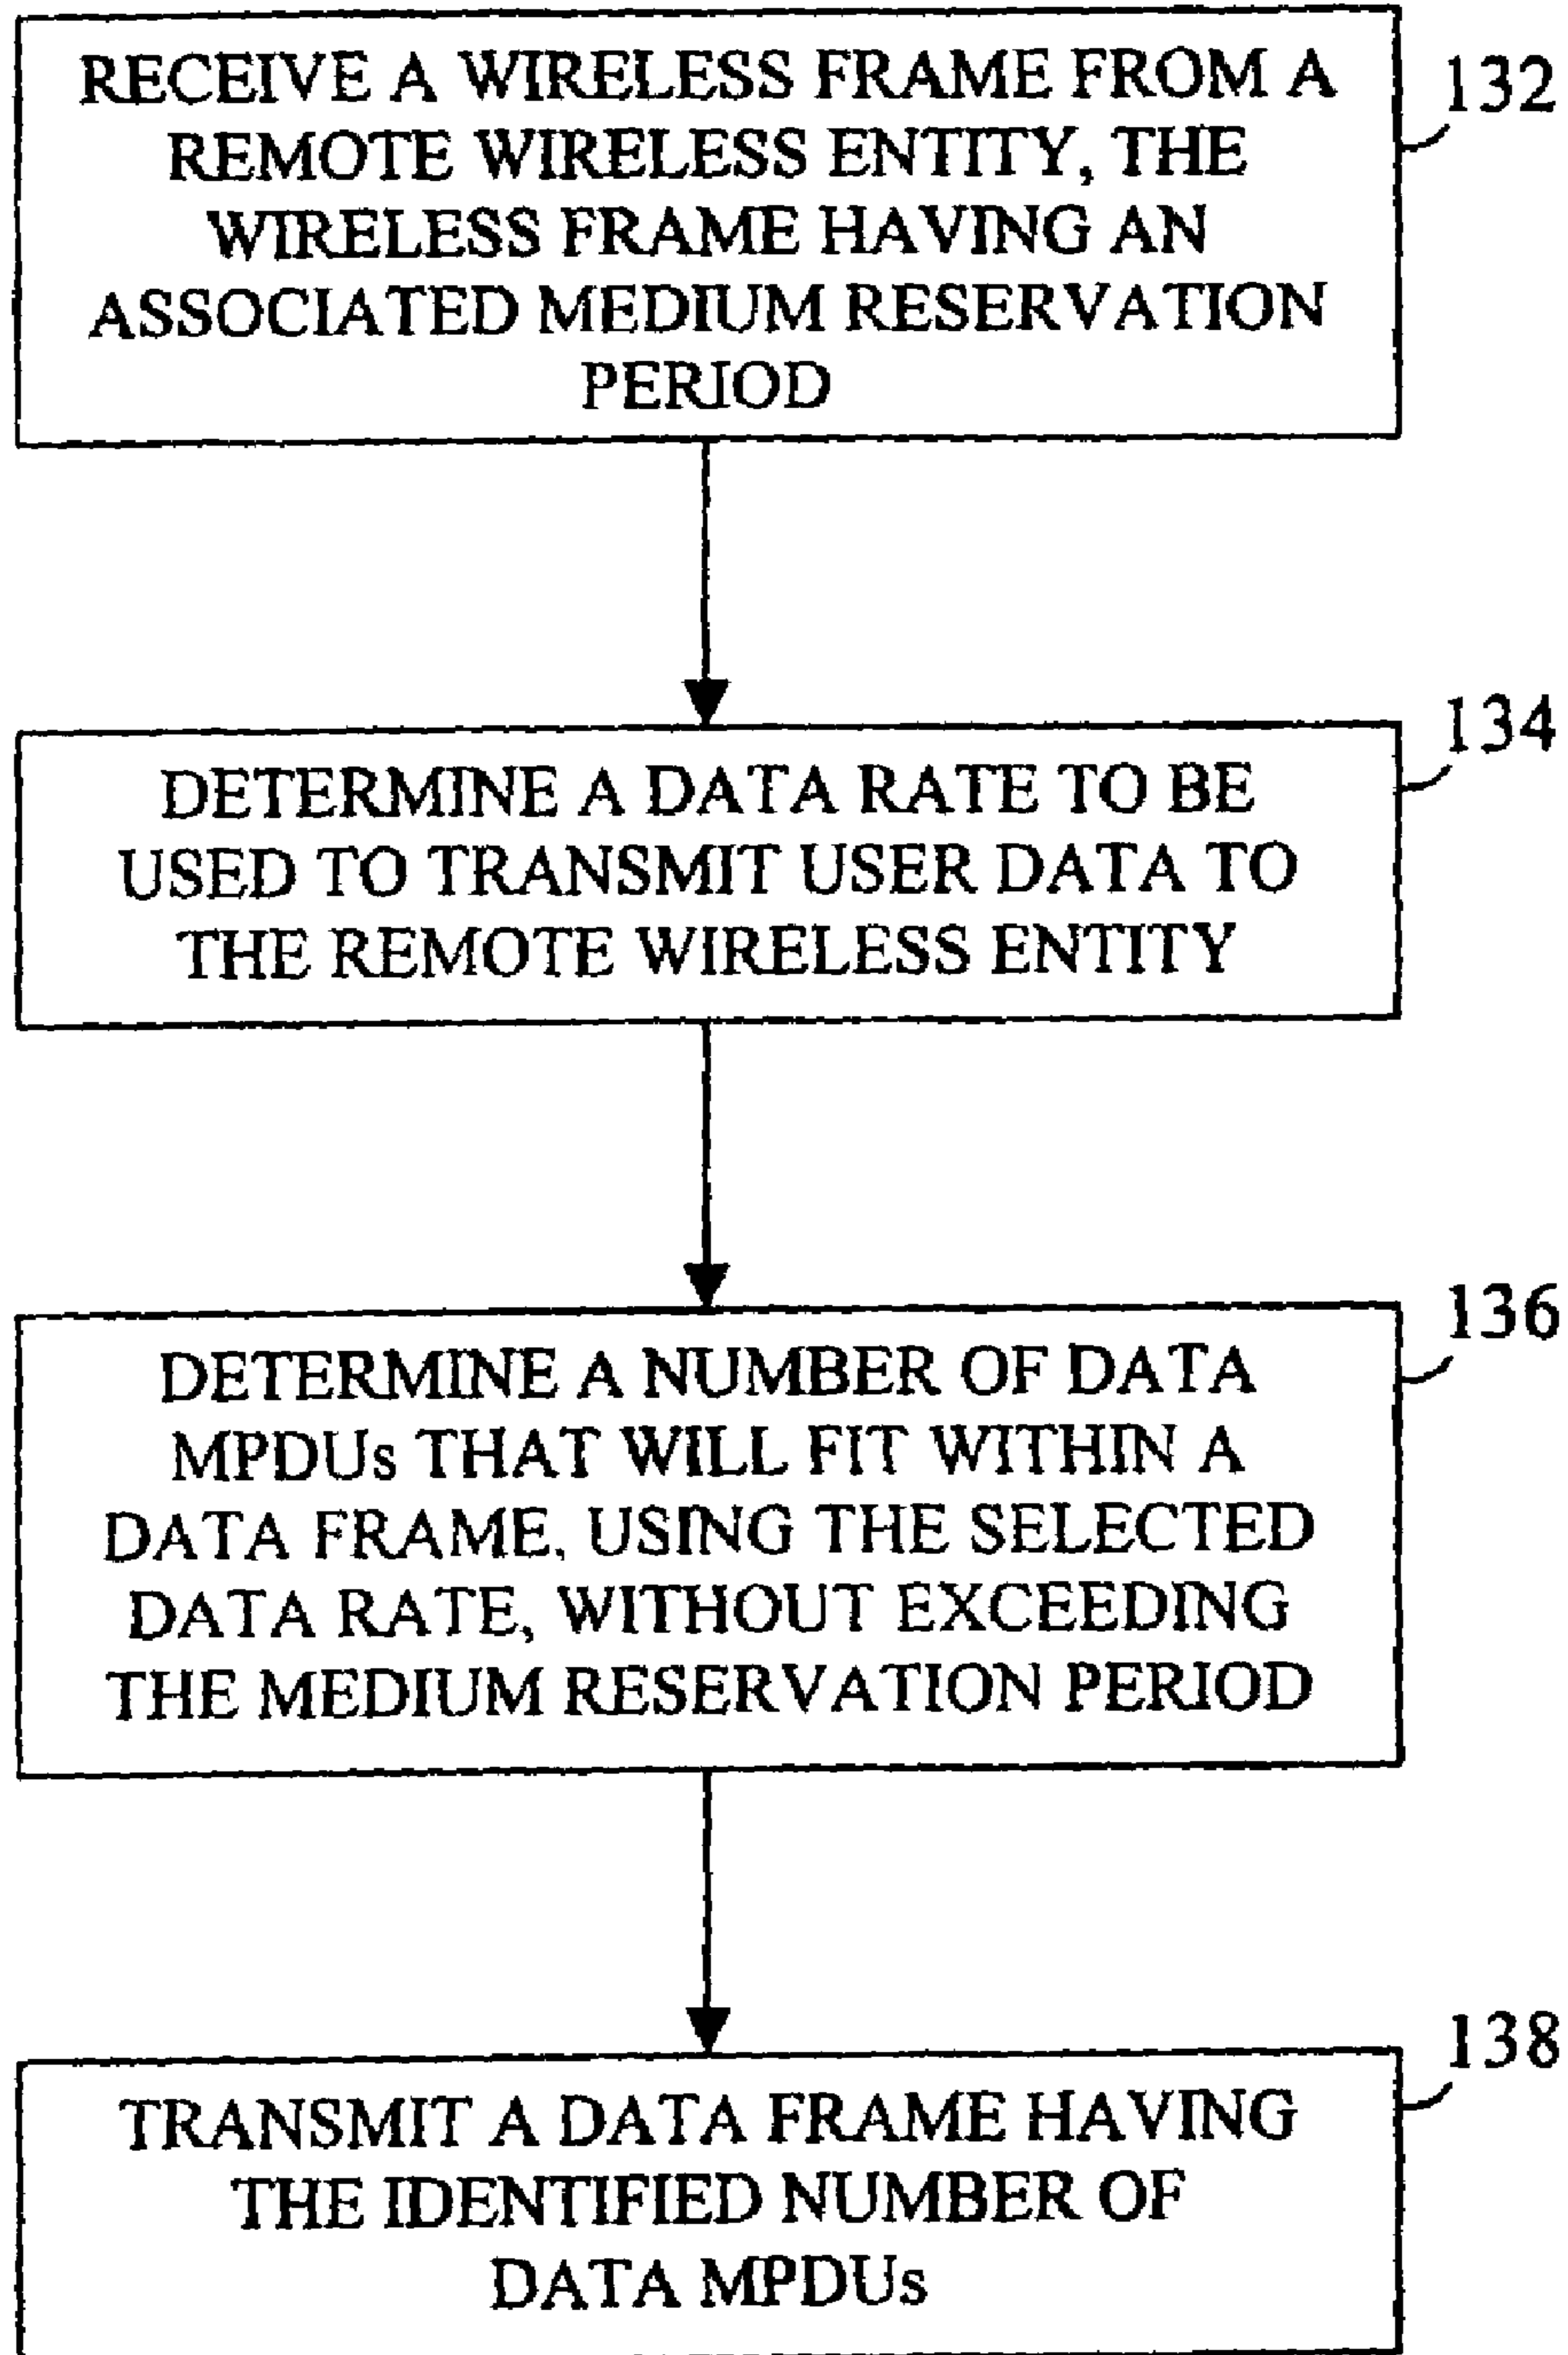 RECEIVE A WIRELESS FRAME FROM A
REMOTE WIRELESS ENTITY, THE
WIRELESS FRAME HAVING AN
ASSOCIATED MEDIUM RESERVATION
PERIOD
132
DETERMINE A DATA RATE TO BE
USED TO TRANSMIT USER DATA TO
THE REMOTE WIRELESS ENTITY
134
DETERMINE A NUMBER OF DATA
MPDUs THAT WILL FIT WITHIN A
DATA FRAME, USING THE SELECTED
DATA RATE, WITHOUT EXCEEDING
THE MEDIUM RESERVATION PERIOD
136
TRANSMIT A DATA FRAME HAVING
THE IDENTIFIED NUMBER OF
DATA MPDUs
138